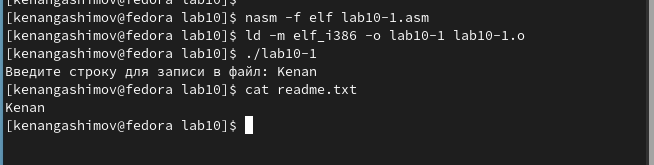 [kenangashimov@fedora lab10]$ nasm -f elf lab10-1.asm
[kenangashimov@fedora lab10]$ ld -m elf_i386 -o lab10-1 lab10-1.o
[kenangashimov@fedora lab10]$ ./lab10-1
Введите строку для записи в файл: Kenan
[kenangashimov@fedora lab10]$ cat readme.txt
Kenan
[kenangashimov@fedora lab10]$